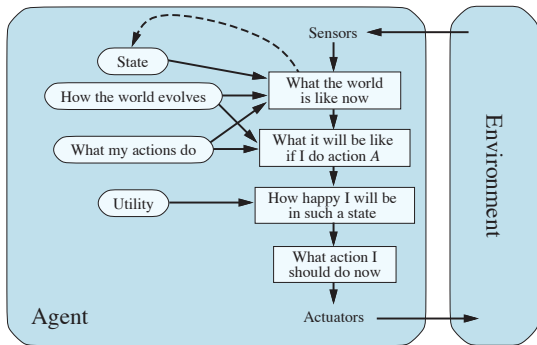 Sensors
State
What the world
is like now
How the world evolves
What it will be like
if I do action A
What my actions do
How happy I will be
in such a state
Utility
What action I
should do now
Agent
Actuators
Environment